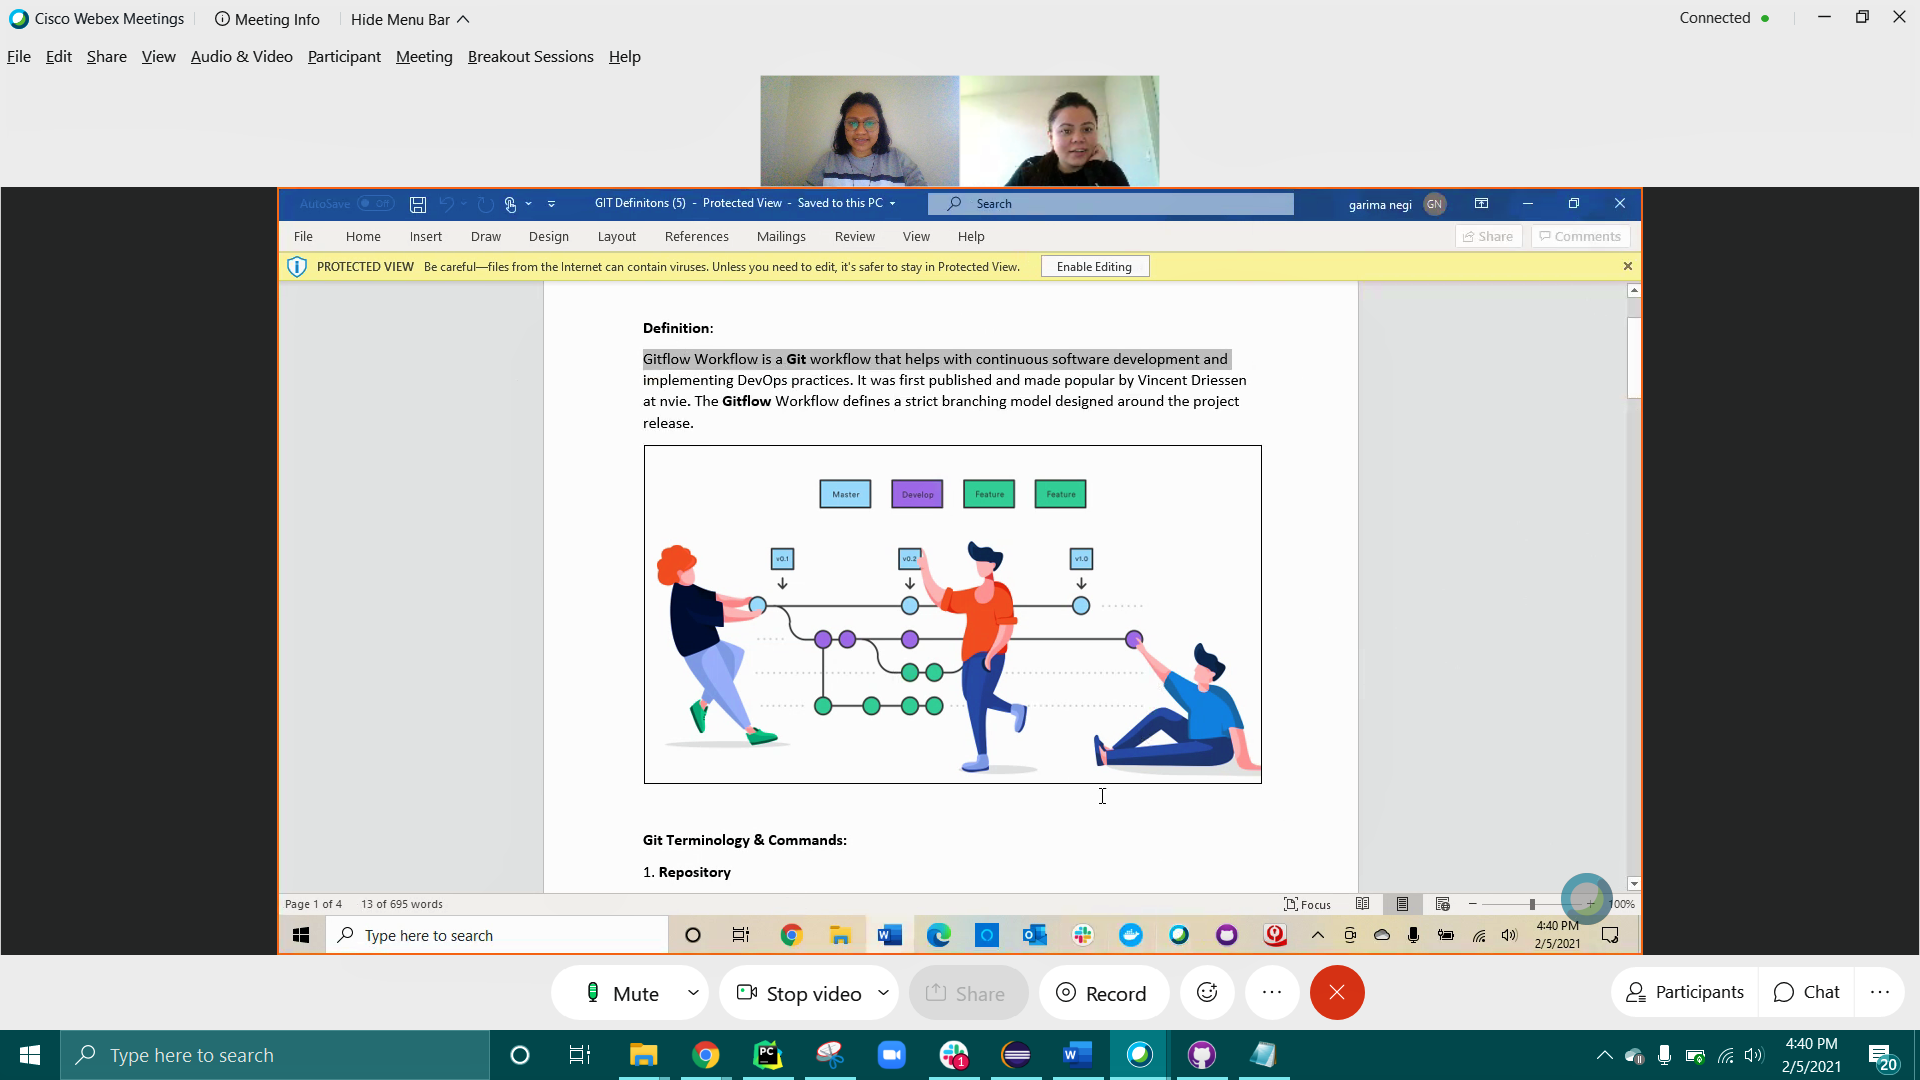 Cisco Webex Meetings
Meeting Info
Hide Menu Bar
Connected
File Edit Share View Audio & Video Participant Meeting Breakout Sessions Help
AutoSave Off
GIT Definitons (5) - Protected View - Saved to this PC
Search
garima negi GN
File Home Insert Draw Design Layout References Mailings Review View Help
Share
Comments
PROTECTED VIEW Be careful—files from the Internet can contain viruses. Unless you need to edit, it's safer to stay in Protected View.
Enable Editing
Definition:
Gitflow Workflow is a Git workflow that helps with continuous software development and
implementing DevOps practices. It was first published and made popular by Vincent Driessen
at nvie. The Gitflow Workflow defines a strict branching model designed around the project
release.
Master Develop Feature Feature
v0.1 v0.2 v1.0
Git Terminology & Commands:
1. Repository
Page 1 of 4 13 of 695 words
Focus
100%
Type here to search
4:40 PM
2/5/2021
Mute
Stop video
Share
Record
Participants
Chat
Type here to search
PC
1
4:40 PM
2/5/2021
20